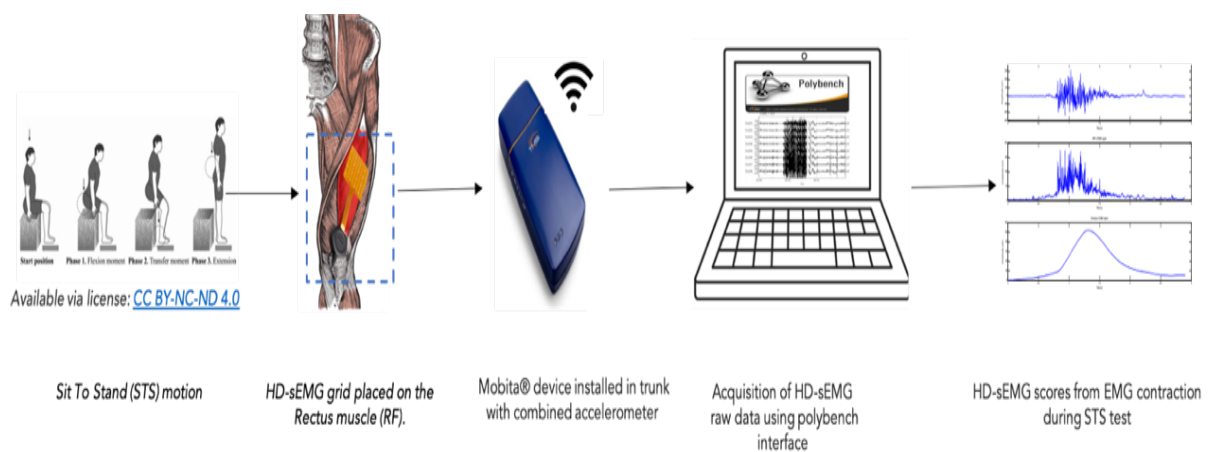 Polybench
Start position Phase 1. Flexion moment Phase 2. Transfer moment Phase 3. Extension
Available via license: CC BY-NC-ND 4.0
Sit To Stand (STS) motion
HD-sEMG grid placed on the
Rectus muscle (RF).
Mobita® device installed in trunk
with combined accelerometer
Acquisition of HD-sEMG
raw data using polybench
interface
HD-sEMG scores from EMG contraction
during STS test